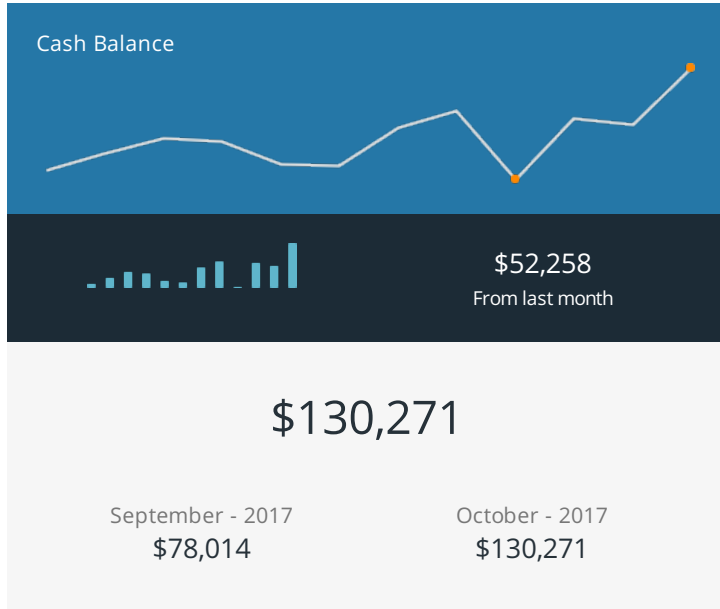 Cash Balance
$52,258
From last month
$130,271
September - 2017
$78,014
October - 2017
$130,271